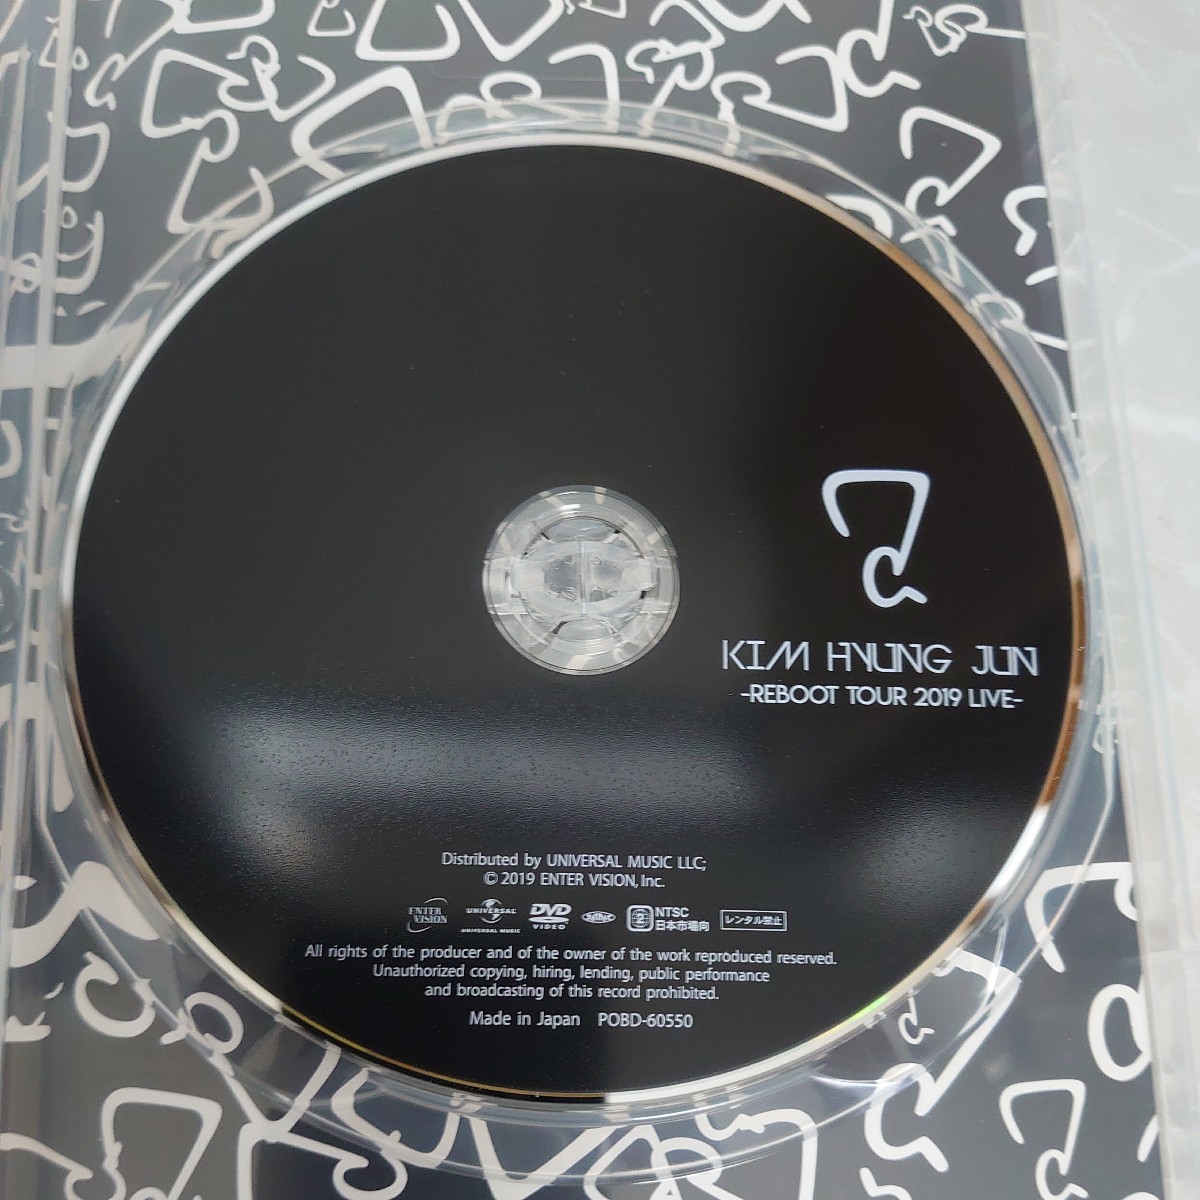 KIM HYUNG JUN
-REBOOT TOUR 2019 LIVE-
Distributed by UNIVERSAL MUSIC LLC;
© 2019 ENTER VISION, Inc.
ENTER VISION
UNIVERSAL
UNIVERSAL MUSIC
DVD
VIDEO
2
NTSC
日本市場向
レンタル禁止
All rights of the producer and of the owner of the work reproduced reserved.
Unauthorized copying, hiring, lending, public performance
and broadcasting of this record prohibited.
Made in Japan POBD-60550